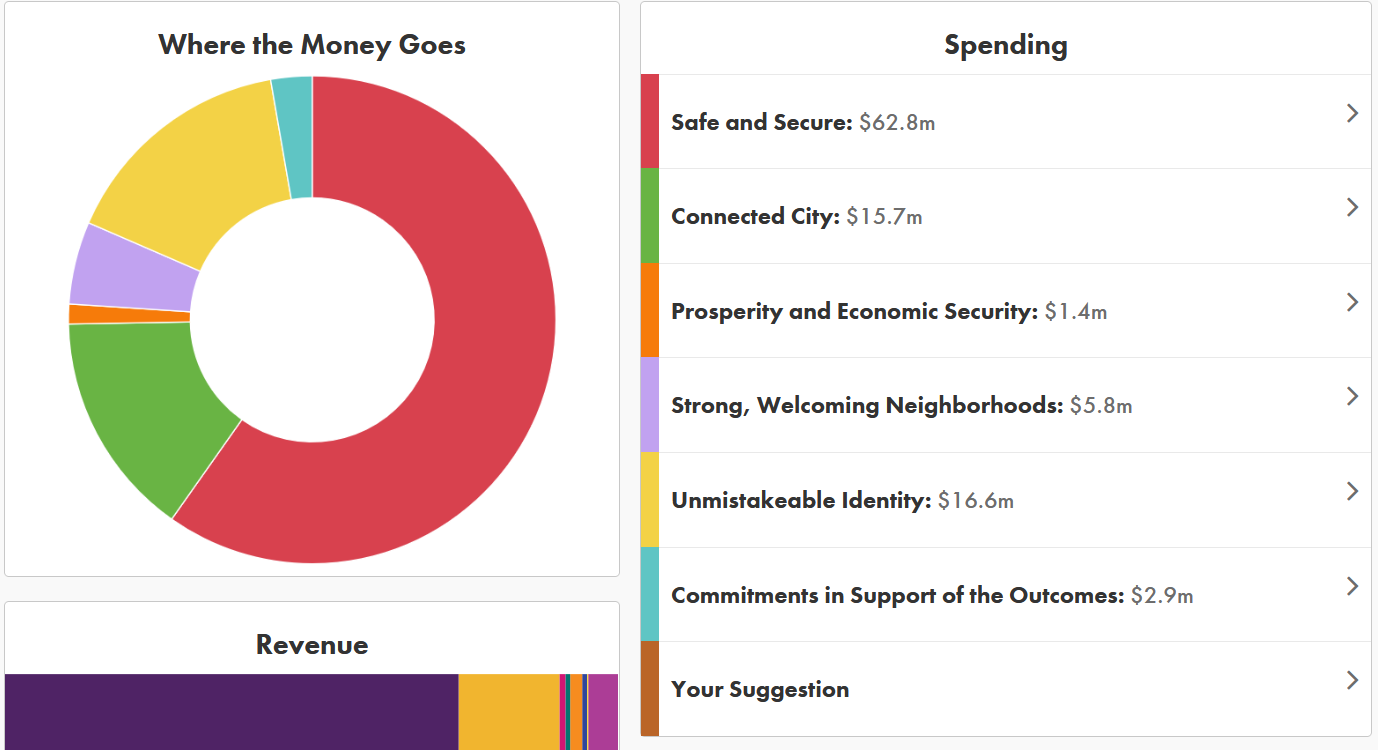 Where the Money Goes
Spending
Safe and Secure: $62.8m
Connected City: $15.7m
Prosperity and Economic Security: $1.4m
Strong, Welcoming Neighborhoods: $5.8m
Unmistakeable Identity: $16.6m
Commitments in Support of the Outcomes: $2.9m
Your Suggestion
Revenue